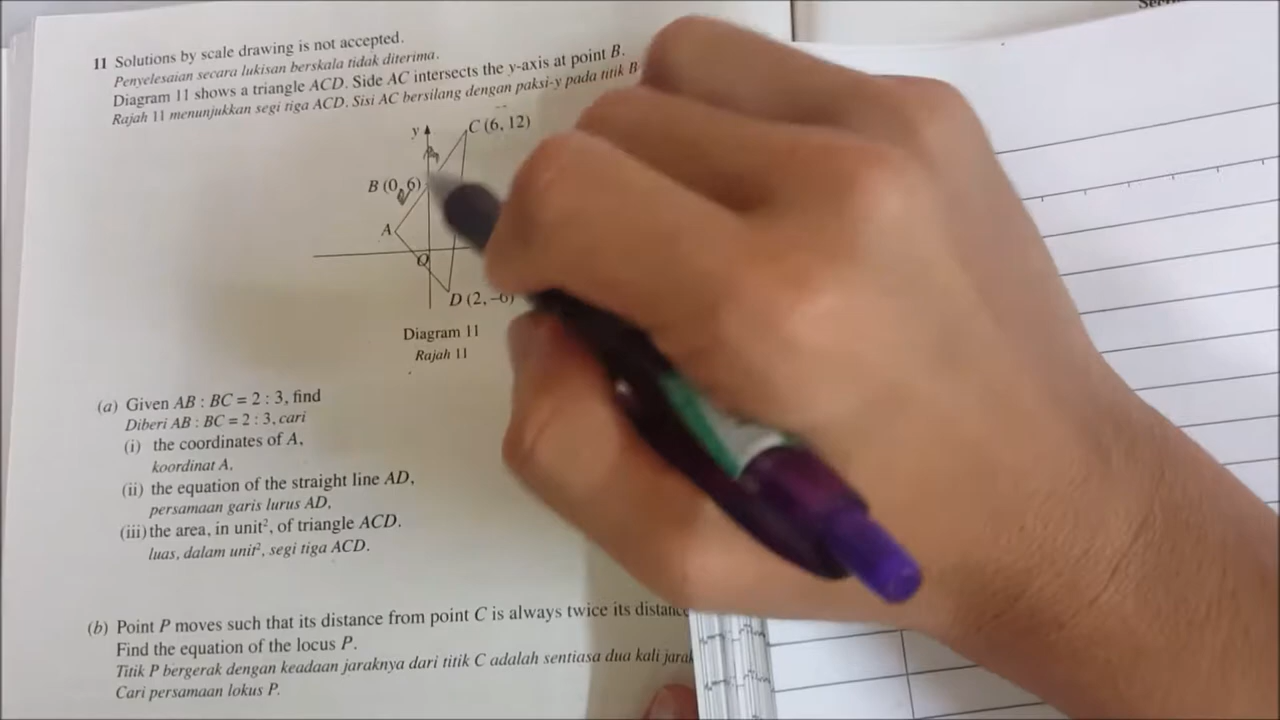 11 Solutions by scale drawing is not accepted.
Penyelesaian secara lukisan berskala tidak diterima.
Diagram 11 shows a triangle ACD. Side AC intersects the y-axis at point B.
Rajah 11 menunjukkan segi tiga ACD. Sisi AC bersilang dengan paksi-y pada titik B
y
C (6, 12)
B (0, 6)
A
O
D (2, –6)
Diagram 11
Rajah 11
(a) Given AB : BC = 2 : 3, find
Diberi AB : BC = 2 : 3, cari
(i) the coordinates of A,
koordinat A,
(ii) the equation of the straight line AD,
persamaan garis lurus AD,
(iii) the area, in unit², of triangle ACD.
luas, dalam unit², segi tiga ACD.
(b) Point P moves such that its distance from point C is always twice its distance
Find the equation of the locus P.
Titik P bergerak dengan keadaan jaraknya dari titik C adalah sentiasa dua kali
Cari persamaan lokus P.